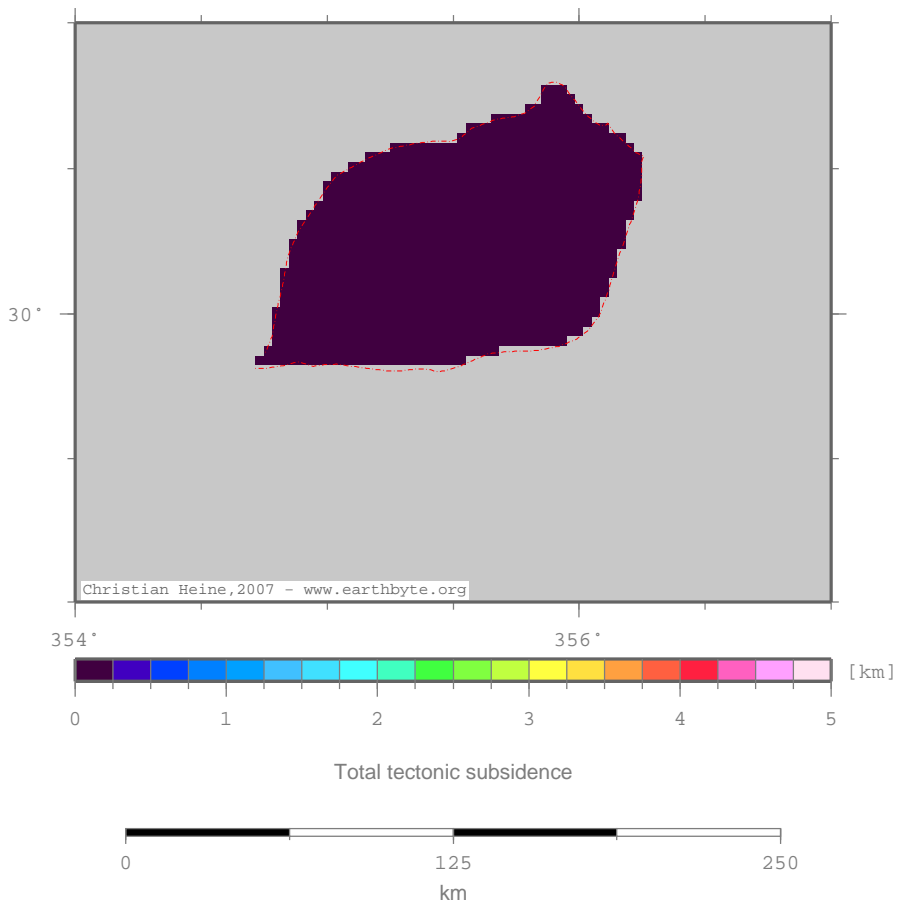 30°
Christian Heine,2007 - www.earthbyte.org
354° 356°
[km]
0 1 2 3 4 5
Total tectonic subsidence
0 125 250
km